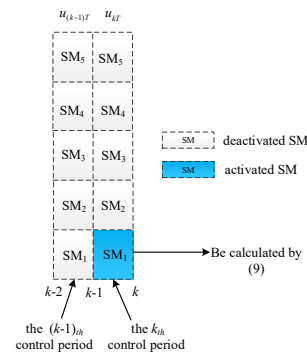 u(k-1)T ukT
SM5 SM5
SM4 SM4
SM3 SM3
SM2 SM2
SM1 SM1
SM deactivated SM
SM activated SM
Be calculated by
(9)
k-2 k-1 k
the (k-1)th
control period
the kth
control period